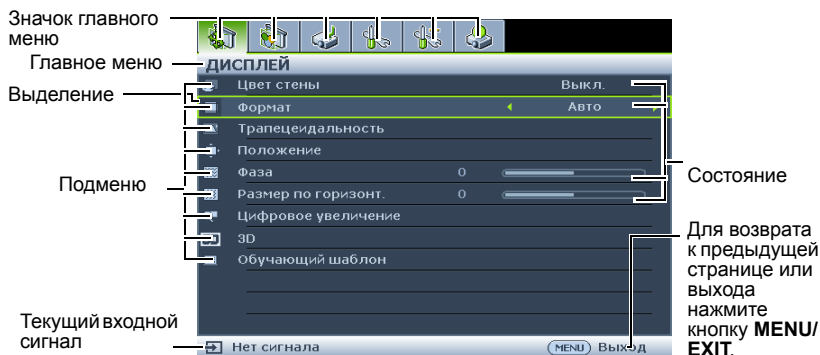 Значок главного
меню
Главное меню
ДИСПЛЕЙ
Выделение
Цвет стены Выкл.
Формат Авто
Трапецеидальность
Положение
Фаза 0
Размер по горизонт. 0
Цифровое увеличение
3D
Обучающий шаблон
Подменю
Состояние
Для возврата
к предыдущей
странице или
выхода
нажмите
кнопку MENU/
EXIT.
Текущий входной
сигнал
Нет сигнала
MENU Выход